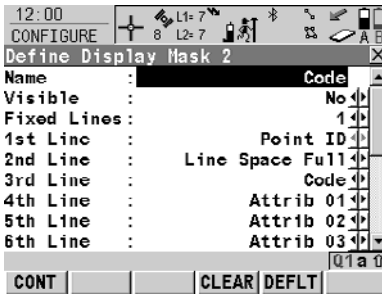 12:00
L1= 7
CONFIGURE
8 L2= 7
A B
Define Display Mask 2 X
Name : Code
Visible : No
Fixed Lines: 1
1st Line : Point ID
2nd Line : Line Space Full
3rd Line : Code
4th Line : Attrib 01
5th Line : Attrib 02
6th Line : Attrib 03
Q1a
CONT CLEAR DEFLT